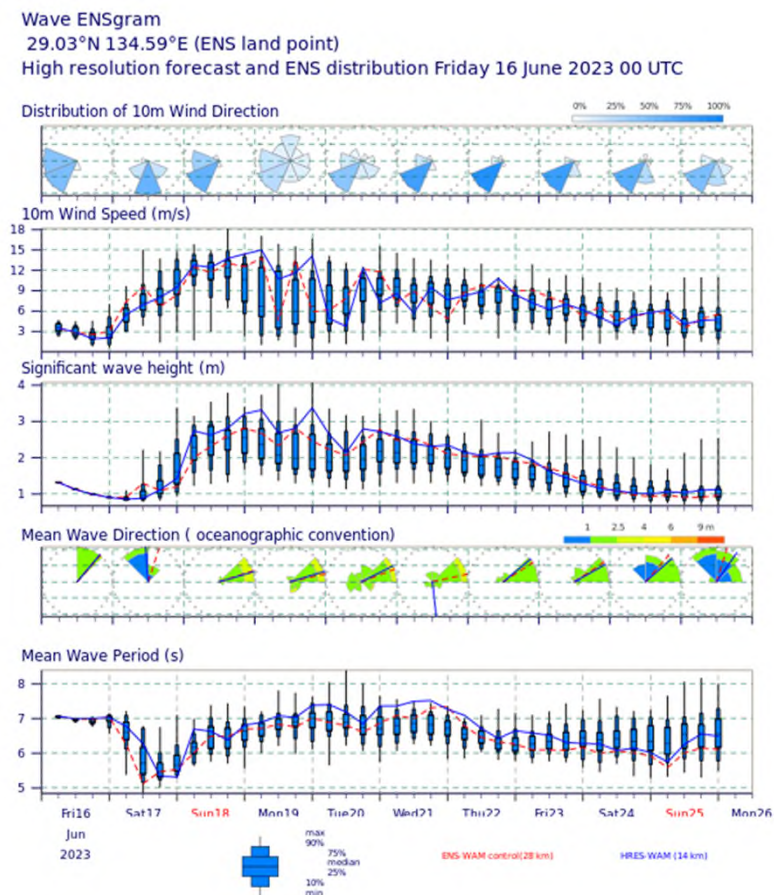 Wave ENSgram
29.03°N 134.59°E (ENS land point)
High resolution forecast and ENS distribution Friday 16 June 2023 00 UTC
Distribution of 10m Wind Direction
0% 25% 50% 75% 100%
10m Wind Speed (m/s)
18
15
12
9
6
3
Significant wave height (m)
4
3
2
1
Mean Wave Direction ( oceanographic convention)
1 2.5 4 6 9 m
Mean Wave Period (s)
8
7
6
5
Fri16 Sat17 Sun18 Mon19 Tue20 Wed21 Thu22 Fri23 Sat24 Sun25 Mon26
Jun
2023
max
90%
75%
median
25%
10%
min
ENS-WAM control(28 km)
HRES-WAM (14 km)